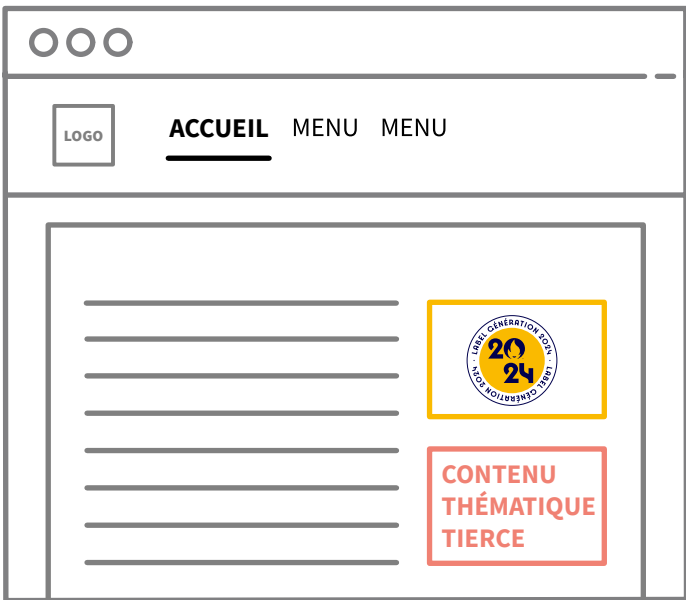 LOGO
ACCUEIL MENU MENU
LABEL GÉNÉRATION 2024 · LABEL GÉNÉRATION 2024 ·
20
24
CONTENU
THÉMATIQUE
TIERCE